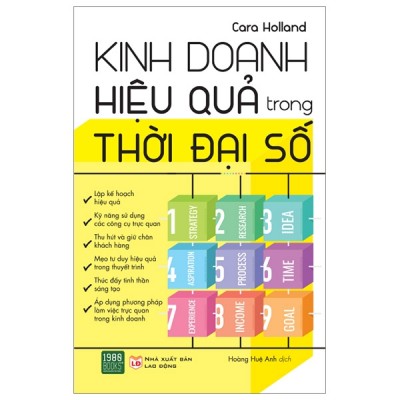 Cara Holland
KINH DOANH
HIỆU QUẢ trong
THỜI ĐẠI SỐ
Lập kế hoạch
hiệu quả
Kỹ năng sử dụng
các công cụ trực quan
Thu hút và giữ chân
khách hàng
Mẹo tư duy hiệu quả
trong thuyết trình
Thúc đẩy tinh thần
sáng tạo
Áp dụng phương pháp
làm việc trực quan
trong kinh doanh
1 STRATEGY
2 RESEARCH
3 IDEA
4 ASPIRATION
5 PROCESS
6 TIME
7 EXPERIENCE
8 INCOME
9 GOAL
1980
BOOKS
LĐ
NHÀ XUẤT BẢN
LAO ĐỘNG
Hoàng Huệ Anh dịch